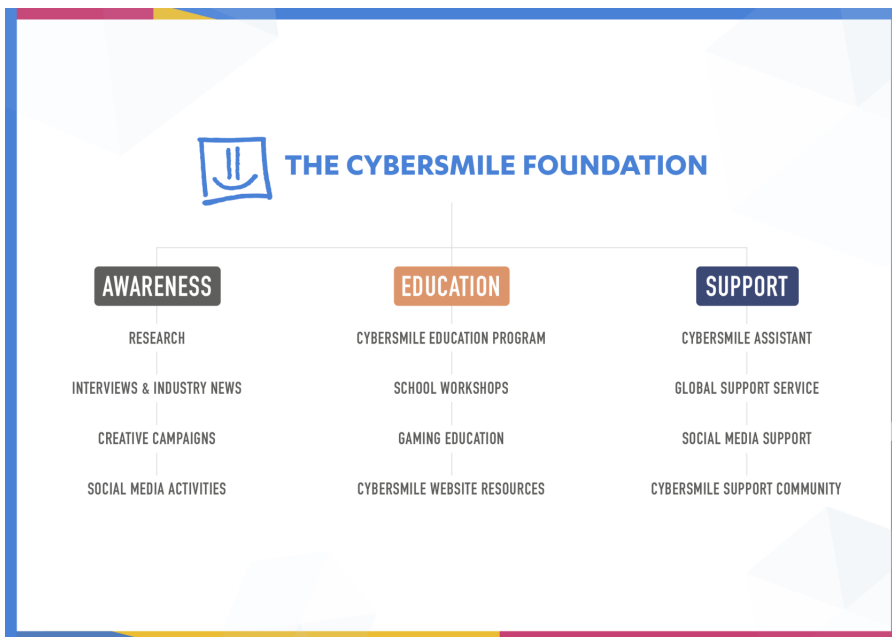 THE CYBERSMILE FOUNDATION
AWARENESS
RESEARCH
INTERVIEWS & INDUSTRY NEWS
CREATIVE CAMPAIGNS
SOCIAL MEDIA ACTIVITIES
EDUCATION
CYBERSMILE EDUCATION PROGRAM
SCHOOL WORKSHOPS
GAMING EDUCATION
CYBERSMILE WEBSITE RESOURCES
SUPPORT
CYBERSMILE ASSISTANT
GLOBAL SUPPORT SERVICE
SOCIAL MEDIA SUPPORT
CYBERSMILE SUPPORT COMMUNITY